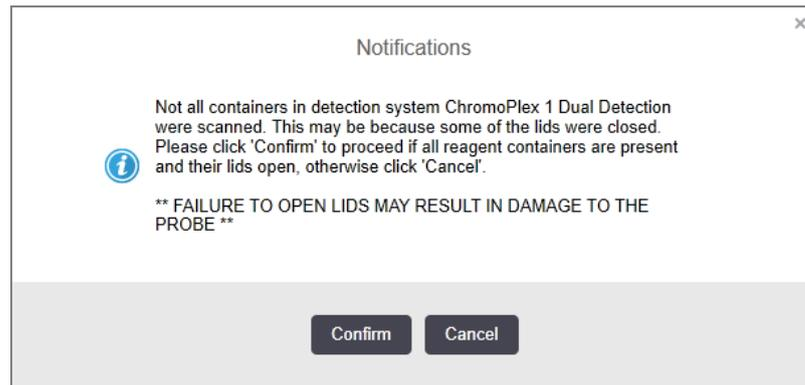 Notifications
Not all containers in detection system ChromoPlex 1 Dual Detection
were scanned. This may be because some of the lids were closed.
Please click 'Confirm' to proceed if all reagent containers are present
and their lids open, otherwise click 'Cancel'.
** FAILURE TO OPEN LIDS MAY RESULT IN DAMAGE TO THE
PROBE **
Confirm
Cancel